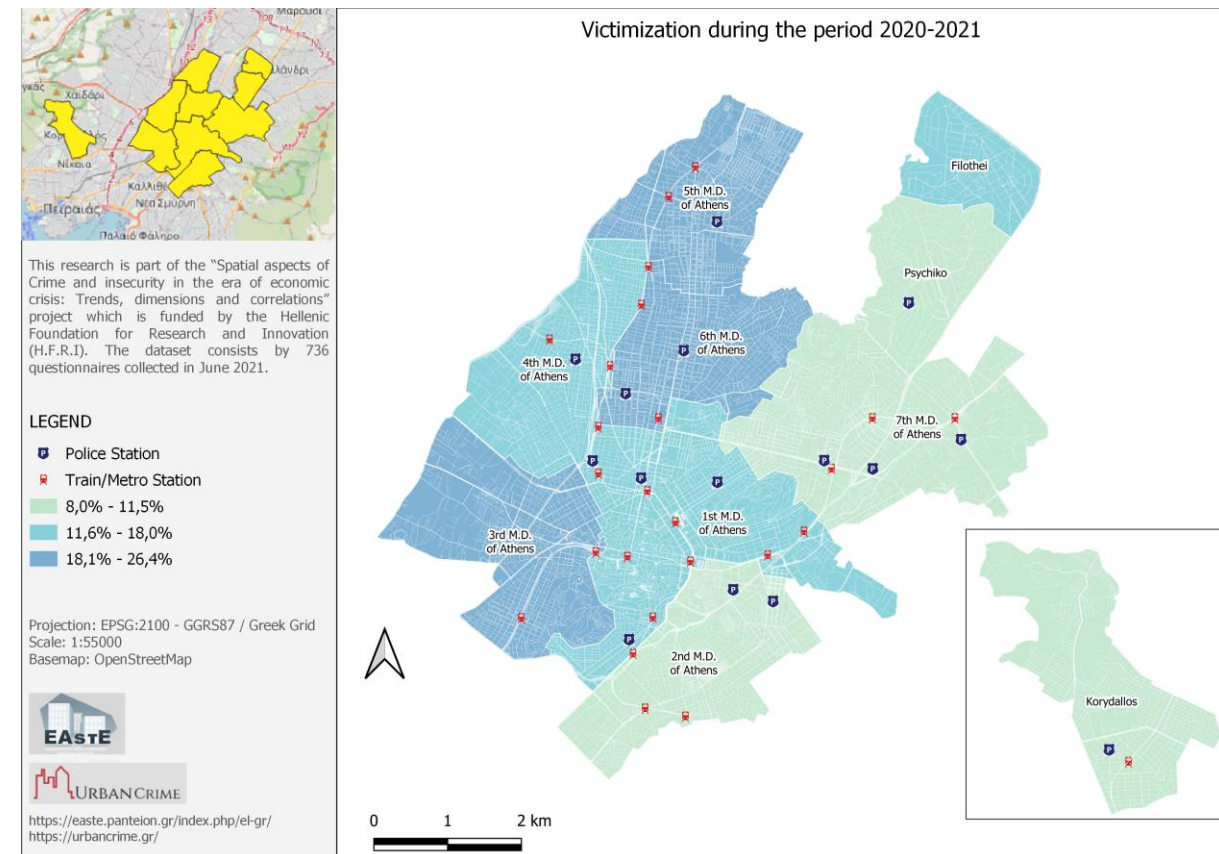 Victimization during the period 2020-2021
Μαρούσι
Χαϊδάρι
Νίκαια
Καλλιθέ
Πειραιάς
Νέα Σμύρνη
Παλαιό Φάληρο
This research is part of the “Spatial aspects of
Crime and insecurity in the era of economic
crisis: Trends, dimensions and correlations”
project which is funded by the Hellenic
Foundation for Research and Innovation
(H.F.R.I). The dataset consists by 736
questionnaires collected in June 2021.
LEGEND
Police Station
Train/Metro Station
8,0% - 11,5%
11,6% - 18,0%
18,1% - 26,4%
Projection: EPSG:2100 - GGRS87 / Greek Grid
Scale: 1:55000
Basemap: OpenStreetMap
EASTE
URBANCRIME
https://easte.panteion.gr/index.php/el-gr/
https://urbancrime.gr/
Filothei
5th M.D.
of Athens
Psychiko
6th M.D.
of Athens
4th M.D.
of Athens
7th M.D.
of Athens
1st M.D.
of Athens
3rd M.D.
of Athens
2nd M.D.
of Athens
Korydallos
0 1 2 km